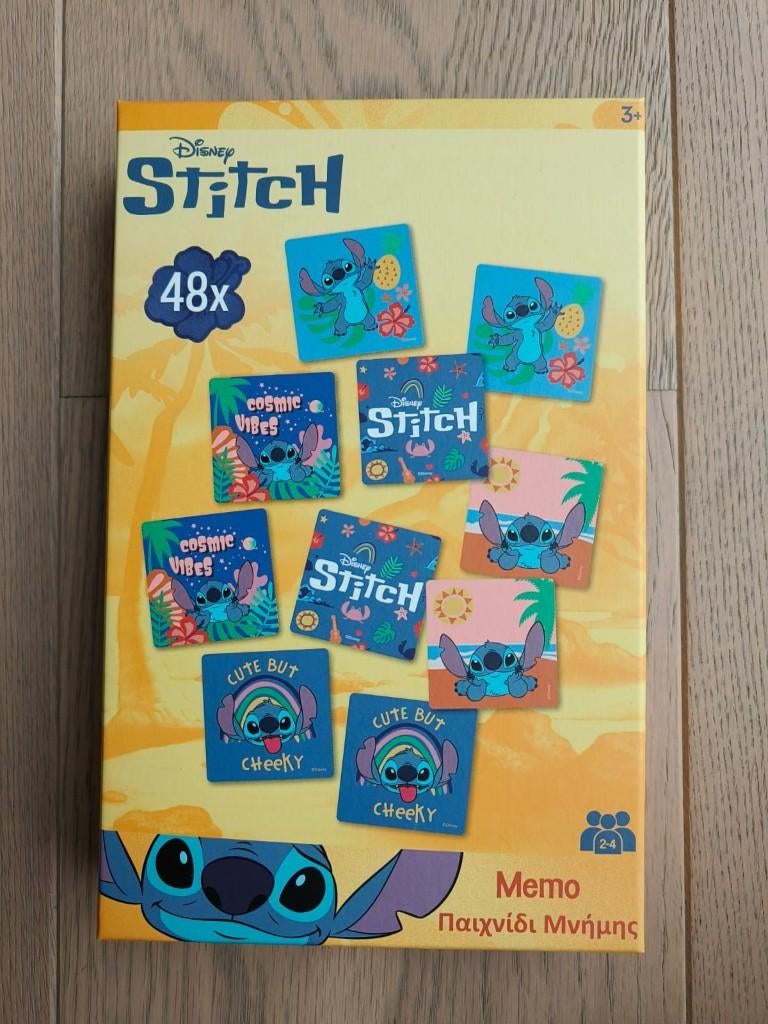 3+
Disney
Stitch
48x
COSMIC
VIBES
Disney
Stitch
COSMIC
VIBES
Disney
Stitch
CUTE BUT
CHEEKY
CUTE BUT
CHEEKY
2-4
Memo
Παιχνίδι Μνήμης